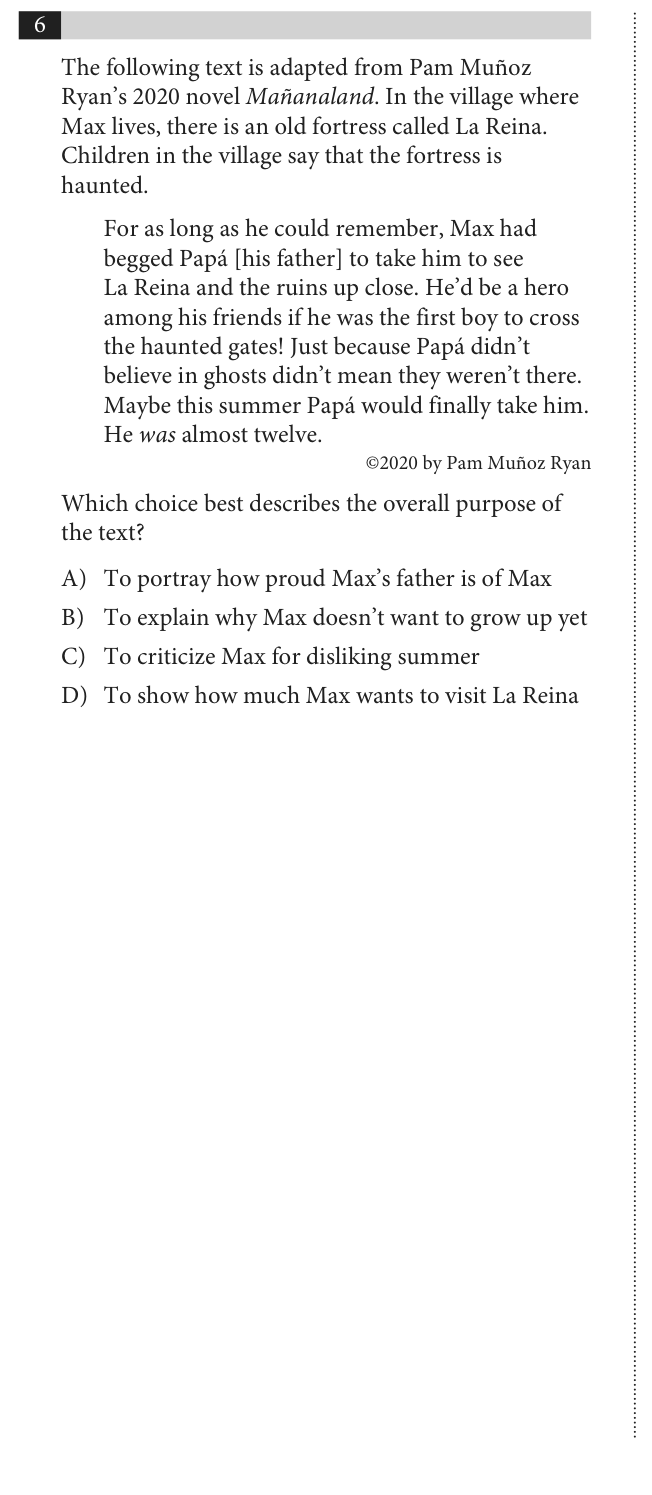 6
The following text is adapted from Pam Muñoz
Ryan’s 2020 novel Mañanaland. In the village where
Max lives, there is an old fortress called La Reina.
Children in the village say that the fortress is
haunted.
For as long as he could remember, Max had
begged Papá [his father] to take him to see
La Reina and the ruins up close. He’d be a hero
among his friends if he was the first boy to cross
the haunted gates! Just because Papá didn’t
believe in ghosts didn’t mean they weren’t there.
Maybe this summer Papá would finally take him.
He was almost twelve.
©2020 by Pam Muñoz Ryan
Which choice best describes the overall purpose of
the text?
A) To portray how proud Max’s father is of Max
B) To explain why Max doesn’t want to grow up yet
C) To criticize Max for disliking summer
D) To show how much Max wants to visit La Reina